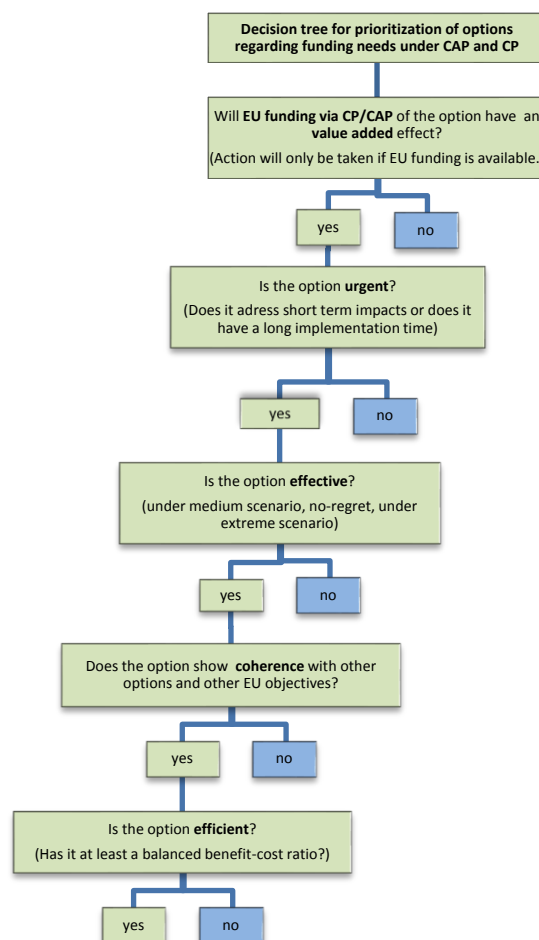 Decision tree for prioritization of options
regarding funding needs under CAP and CP
Will EU funding via CP/CAP of the option have an
value added effect?
(Action will only be taken if EU funding is available.
yes
no
Is the option urgent?
(Does it adress short term impacts or does it
have a long implementation time)
yes
no
Is the option effective?
(under medium scenario, no-regret, under
extreme scenario)
yes
no
Does the option show coherence with other
options and other EU objectives?
yes
no
Is the option efficient?
(Has it at least a balanced benefit-cost ratio?)
yes
no